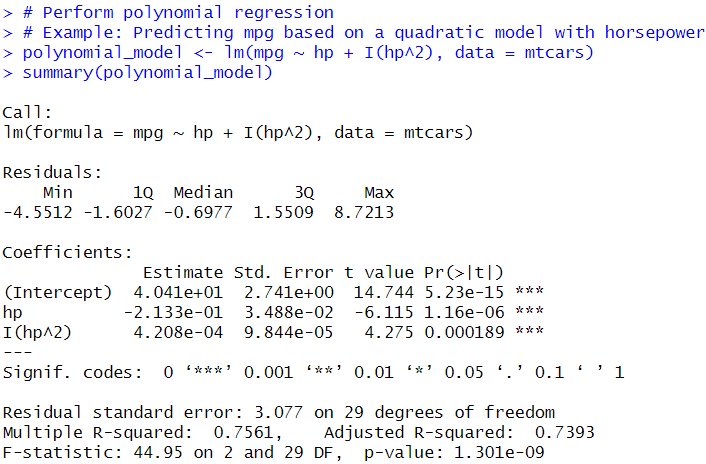 > # Perform polynomial regression
> # Example: Predicting mpg based on a quadratic model with horsepower
> polynomial_model <- lm(mpg ~ hp + I(hp^2), data = mtcars)
> summary(polynomial_model)
Call:
lm(formula = mpg ~ hp + I(hp^2), data = mtcars)
Residuals:
    Min      1Q  Median      3Q     Max
-4.5512 -1.6027 -0.6977  1.5509  8.7213
Coefficients:
              Estimate Std. Error t value Pr(>|t|)
(Intercept)  4.041e+01  2.741e+00  14.744 5.23e-15 ***
hp          -2.133e-01  3.488e-02  -6.115 1.16e-06 ***
I(hp^2)      4.208e-04  9.844e-05   4.275 0.000189 ***
---
Signif. codes:  0 ‘***’ 0.001 ‘**’ 0.01 ‘*’ 0.05 ‘.’ 0.1 ‘ ’ 1
Residual standard error: 3.077 on 29 degrees of freedom
Multiple R-squared:  0.7561,    Adjusted R-squared:  0.7393
F-statistic: 44.95 on 2 and 29 DF,  p-value: 1.301e-09